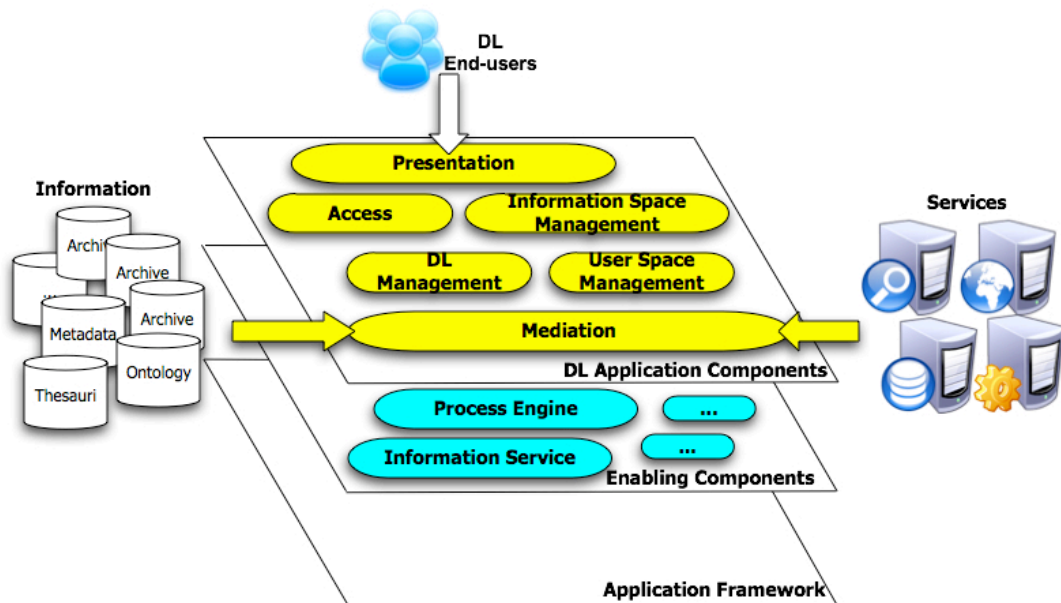 DL
End-users
Presentation
Information
Access
Information Space
Management
Services
Archiv
Archive
...
DL
Management
User Space
Management
Archive
Metadata
Mediation
Ontology
Thesauri
DL Application Components
Process Engine
...
Information Service
...
Enabling Components
Application Framework